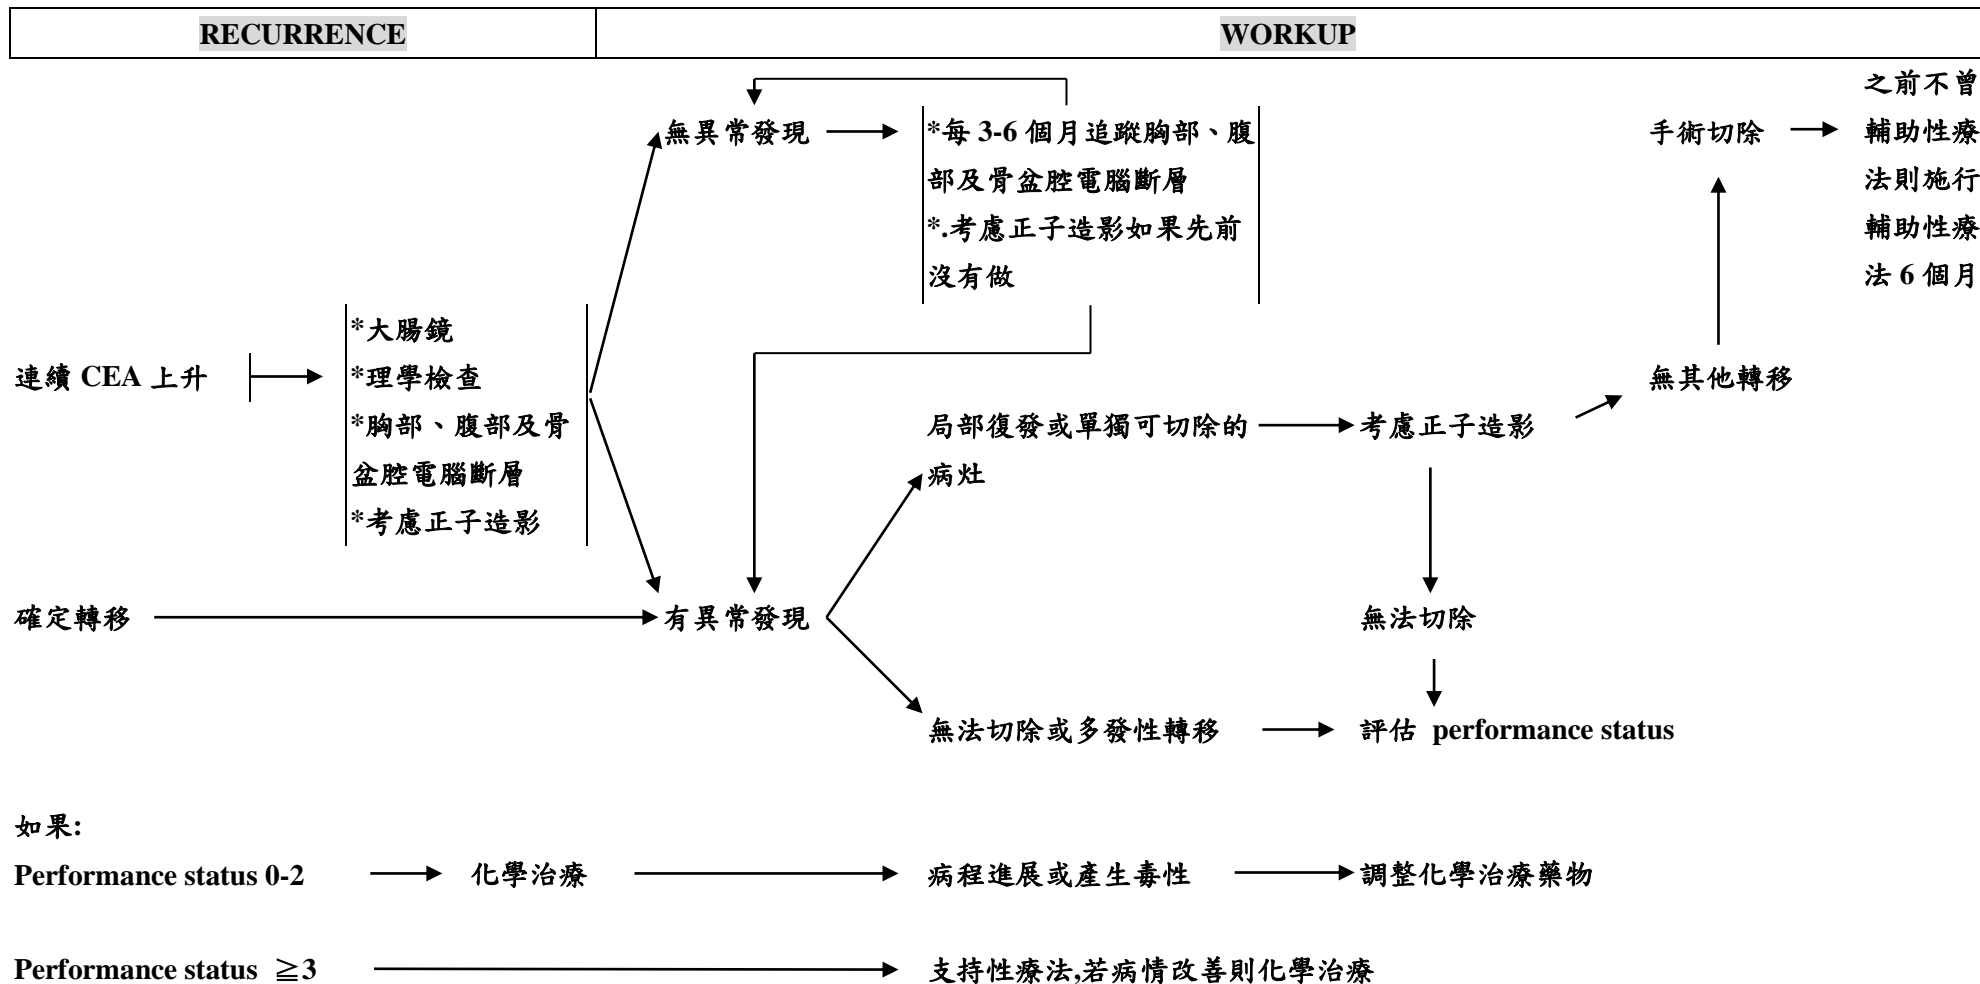 RECURRENCE
WORKUP
無異常發現
*每 3-6 個月追蹤胸部、腹
部及骨盆腔電腦斷層
*.考慮正子造影如果先前
沒有做
手術切除
之前不曾
輔助性療
法則施行
輔助性療
法 6 個月
連續 CEA 上升
*大腸鏡
*理學檢查
*胸部、腹部及骨
盆腔電腦斷層
*考慮正子造影
無其他轉移
局部復發或單獨可切除的
病灶
考慮正子造影
確定轉移
有異常發現
無法切除
無法切除或多發性轉移
評估 performance status
如果:
Performance status 0-2
化學治療
病程進展或產生毒性
調整化學治療藥物
Performance status ≧3
支持性療法,若病情改善則化學治療